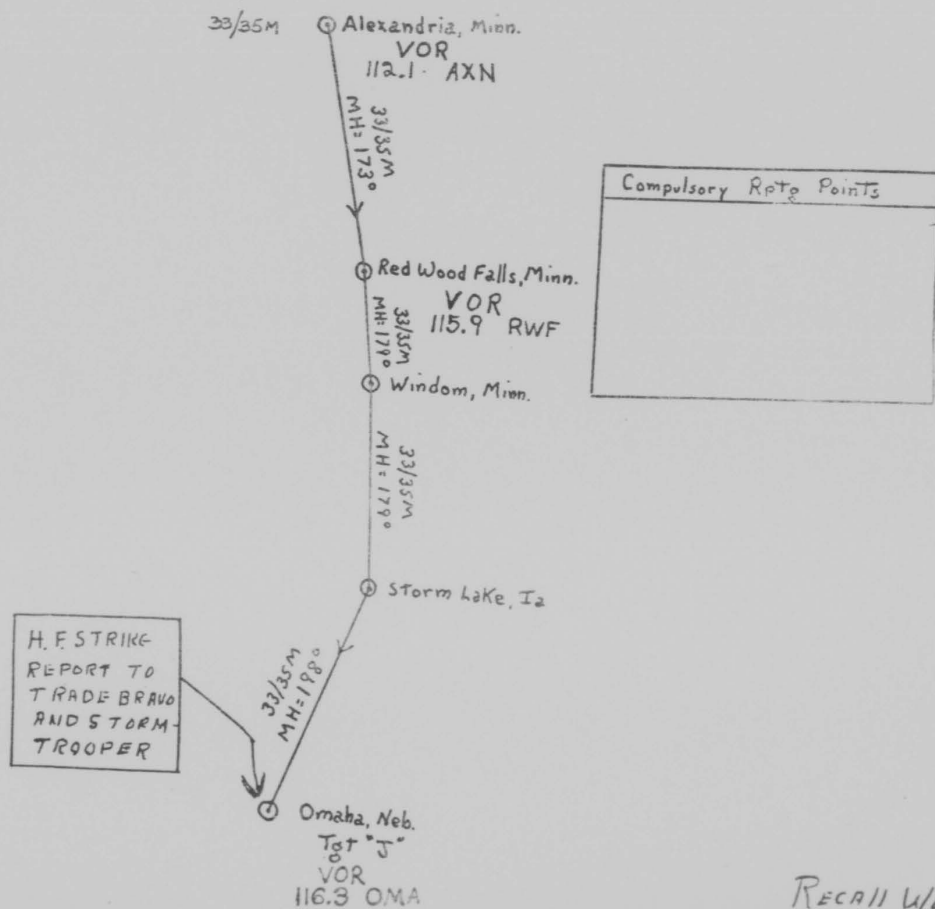 33/35M
Alexandria, Minn.
VOR
112.1 AXN
33/35M
MH=173°
Compulsory Rptg Points
Red Wood Falls, Minn.
VOR
115.9 RWF
33/35M
MH=179°
Windom, Minn.
33/35M
MH=179°
Storm Lake, Ia
33/35M
MH=198°
H.F. STRIKE
REPORT TO
TRADE BRAVO
AND STORM-
TROOPER
Omaha, Neb.
Tgt "J"
VOR
116.3 OMA
RECALL